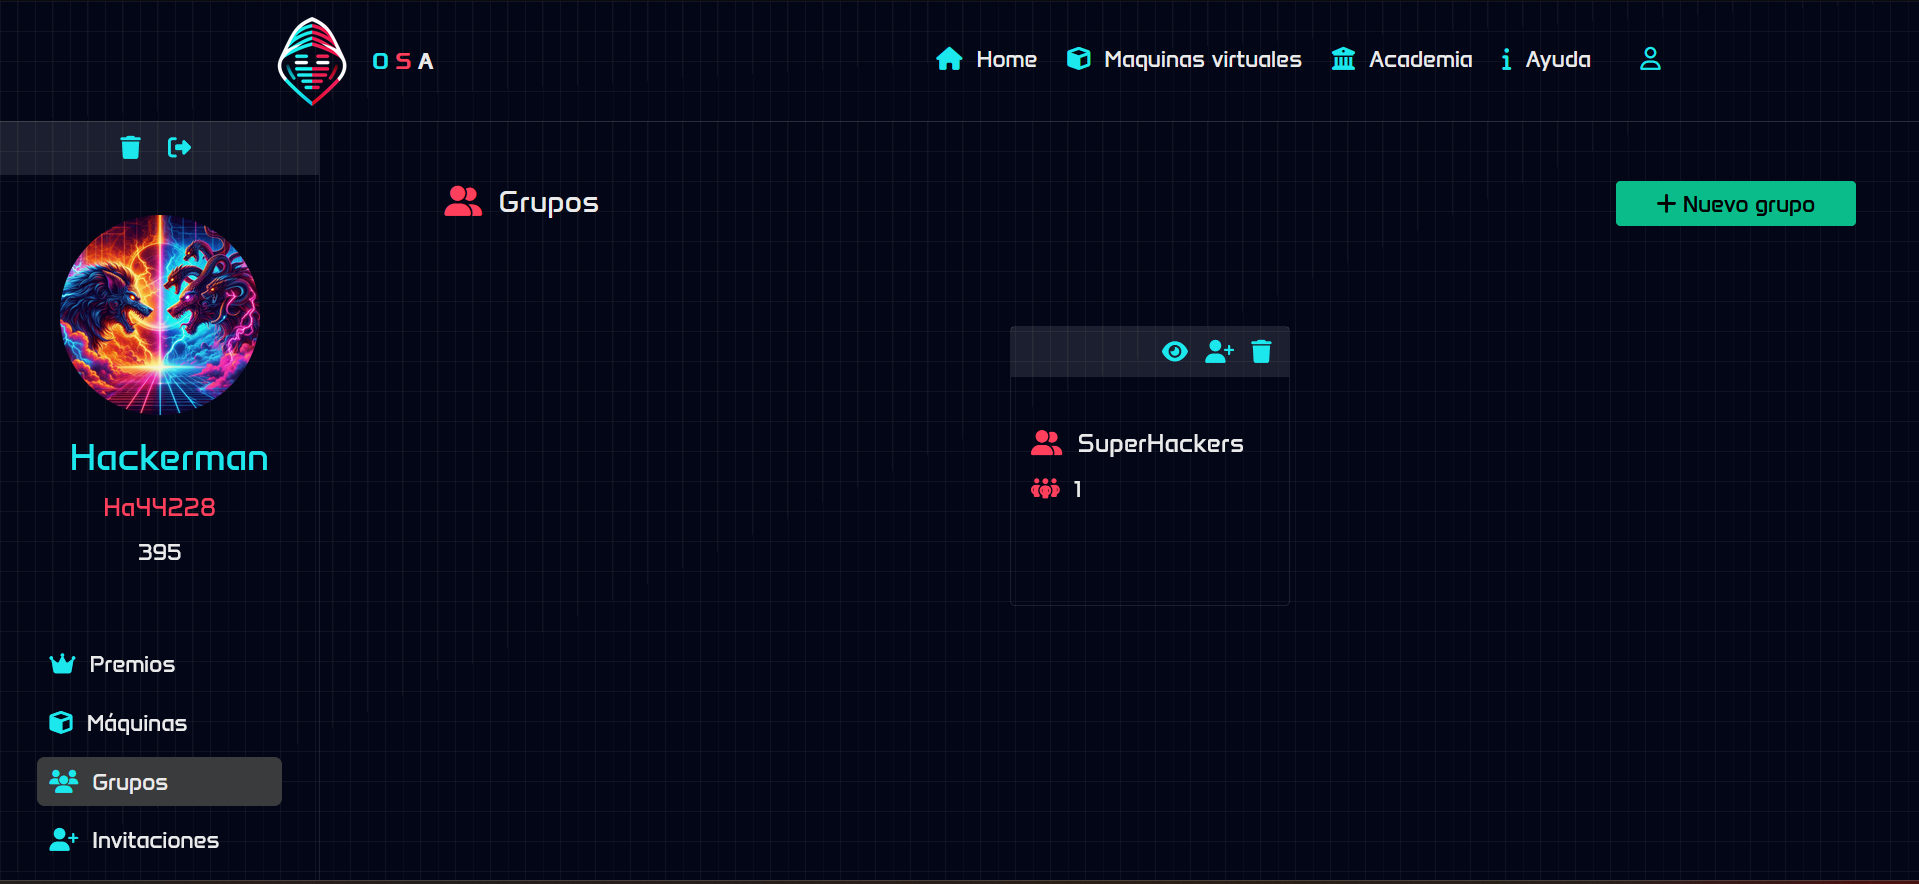 O S A
Home
Maquinas virtuales
Academia
Ayuda
Hackerman
Ha44228
395
Premios
Máquinas
Grupos
Invitaciones
Grupos
+ Nuevo grupo
SuperHackers
1